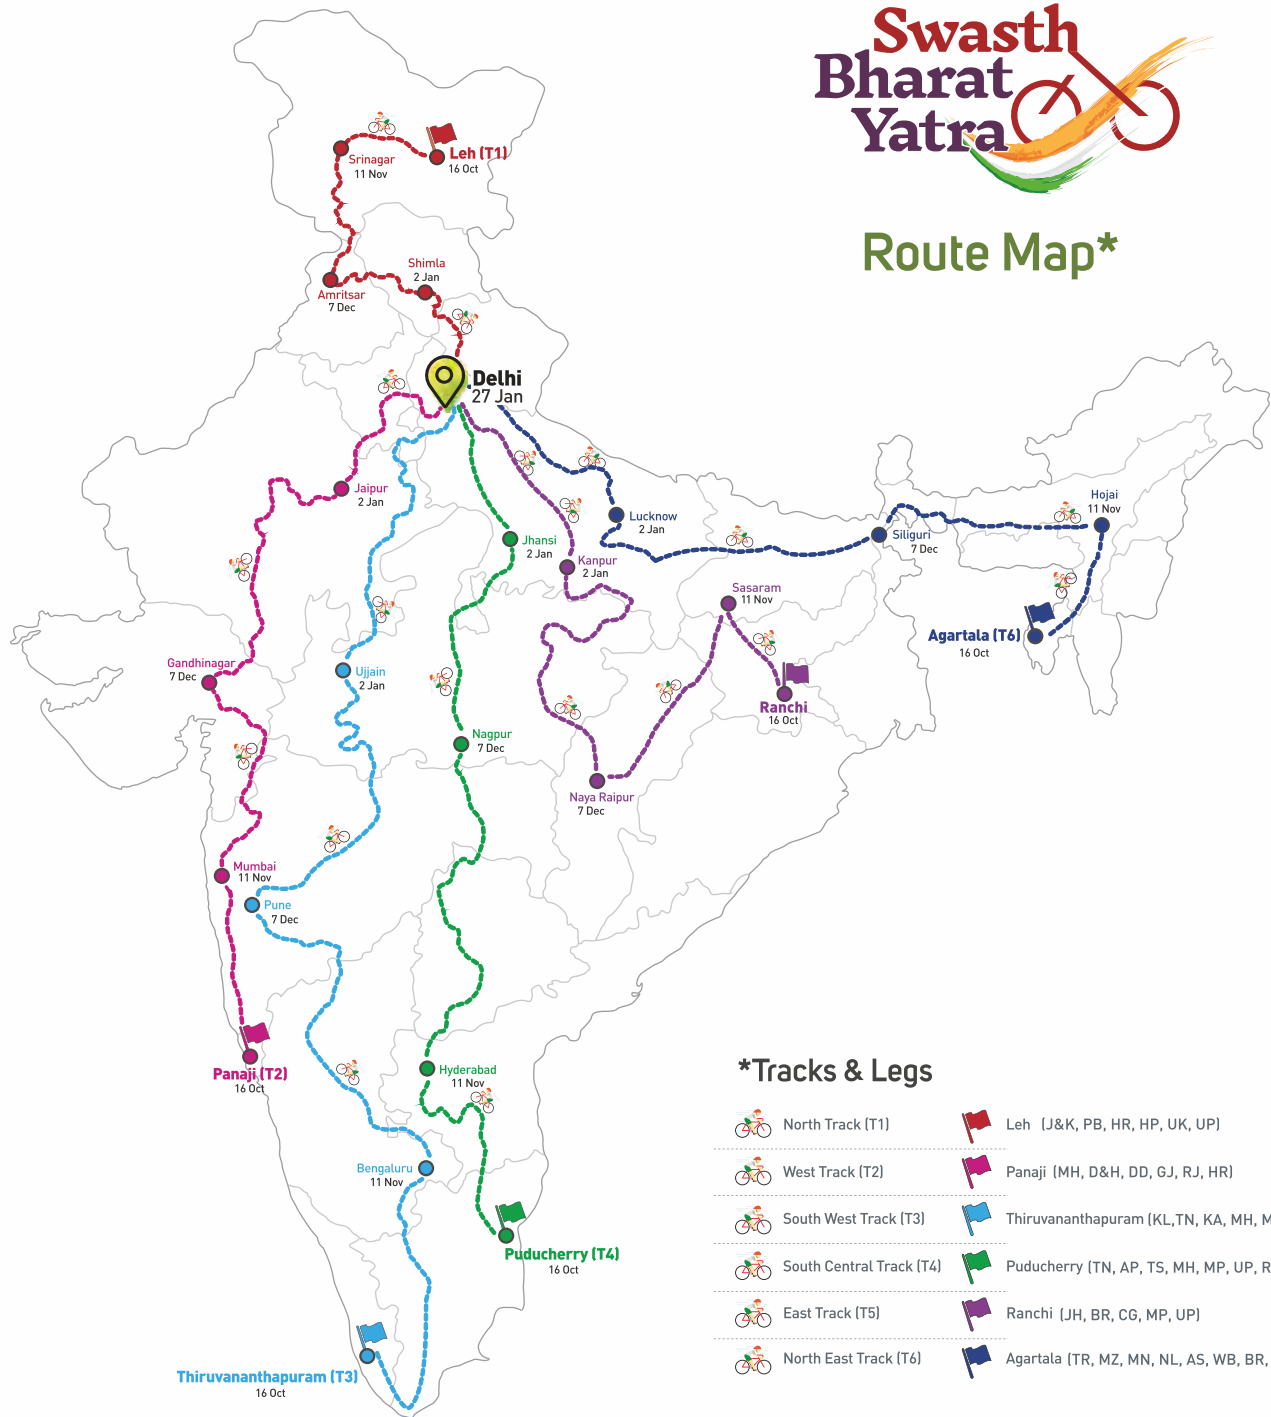 Swasth
Bharat
Yatra
Route Map*
Srinagar
11 Nov
Leh (T1)
16 Oct
Shimla
2 Jan
Amritsar
7 Dec
Delhi
27 Jan
Jaipur
2 Jan
Lucknow
2 Jan
Hojai
11 Nov
Siliguri
7 Dec
Jhansi
2 Jan
Kanpur
2 Jan
Sasaram
11 Nov
Agartala (T6)
16 Oct
Gandhinagar
7 Dec
Ujjain
2 Jan
Ranchi
16 Oct
Nagpur
7 Dec
Naya Raipur
7 Dec
Mumbai
11 Nov
Pune
7 Dec
Panaji (T2)
16 Oct
Hyderabad
11 Nov
Bengaluru
11 Nov
Puducherry (T4)
16 Oct
Thiruvananthapuram (T3)
16 Oct
*Tracks & Legs
North Track (T1) Leh (J&K, PB, HR, HP, UK, UP)
West Track (T2) Panaji (MH, D&H, DD, GJ, RJ, HR)
South West Track (T3) Thiruvananthapuram (KL,TN, KA, MH, M
South Central Track (T4) Puducherry (TN, AP, TS, MH, MP, UP, R
East Track (T5) Ranchi (JH, BR, CG, MP, UP)
North East Track (T6) Agartala (TR, MZ, MN, NL, AS, WB, BR,